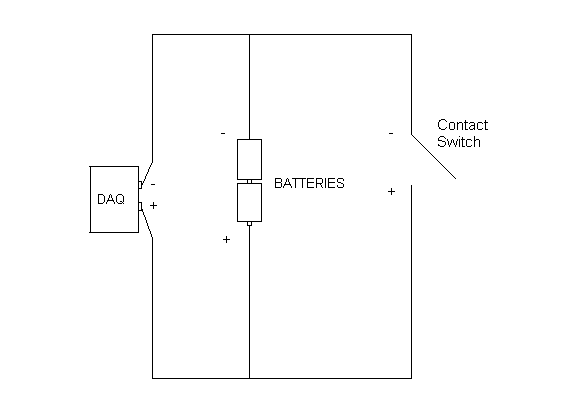 Contact
Switch
-
-
BATTERIES
-
+
DAQ
+
+